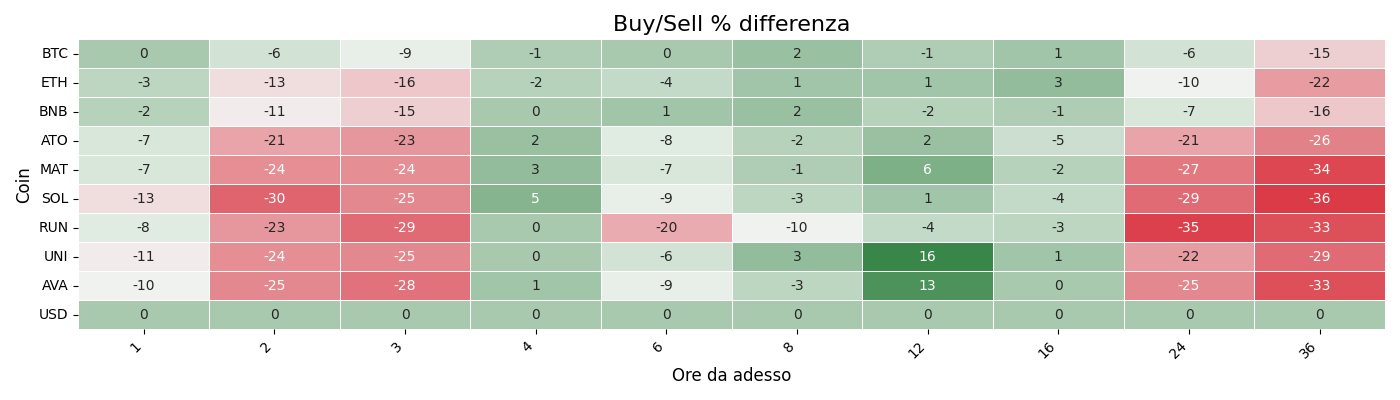 Buy/Sell % differenza
Coin
BTC 0 -6 -9 -1 0 2 -1 1 -6 -15
ETH -3 -13 -16 -2 -4 1 1 3 -10 -22
BNB -2 -11 -15 0 1 2 -2 -1 -7 -16
ATO -7 -21 -23 2 -8 -2 2 -5 -21 -26
MAT -7 -24 -24 3 -7 -1 6 -2 -27 -34
SOL -13 -30 -25 5 -9 -3 1 -4 -29 -36
RUN -8 -23 -29 0 -20 -10 -4 -3 -35 -33
UNI -11 -24 -25 0 -6 3 16 1 -22 -29
AVA -10 -25 -28 1 -9 -3 13 0 -25 -33
USD 0 0 0 0 0 0 0 0 0 0
1 2 3 4 6 8 12 16 24 36
Ore da adesso